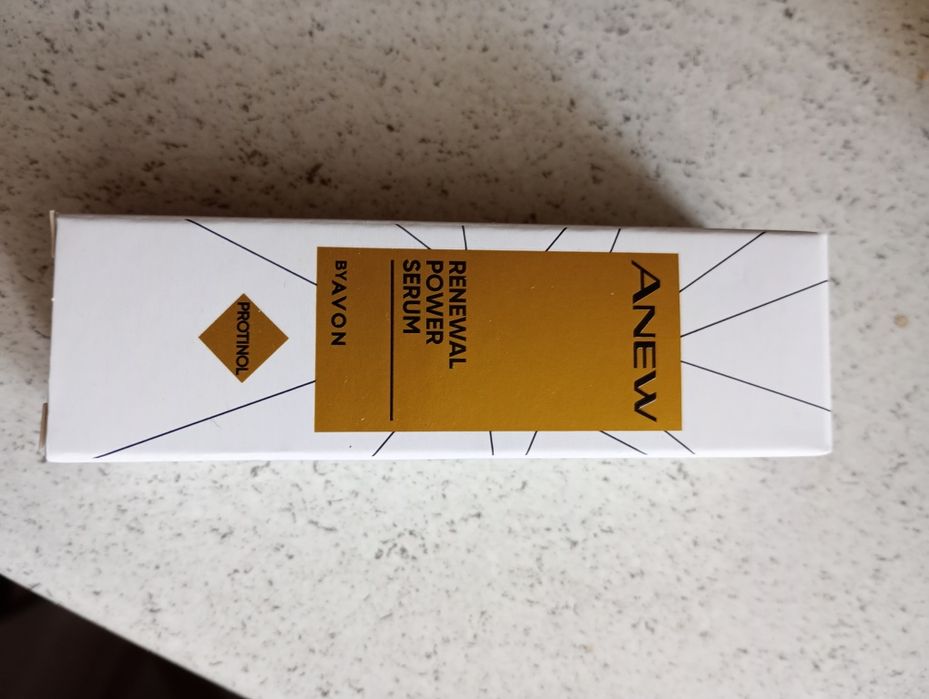 ANEW
RENEWAL
POWER
SERUM
BY AVON
PROTINOL